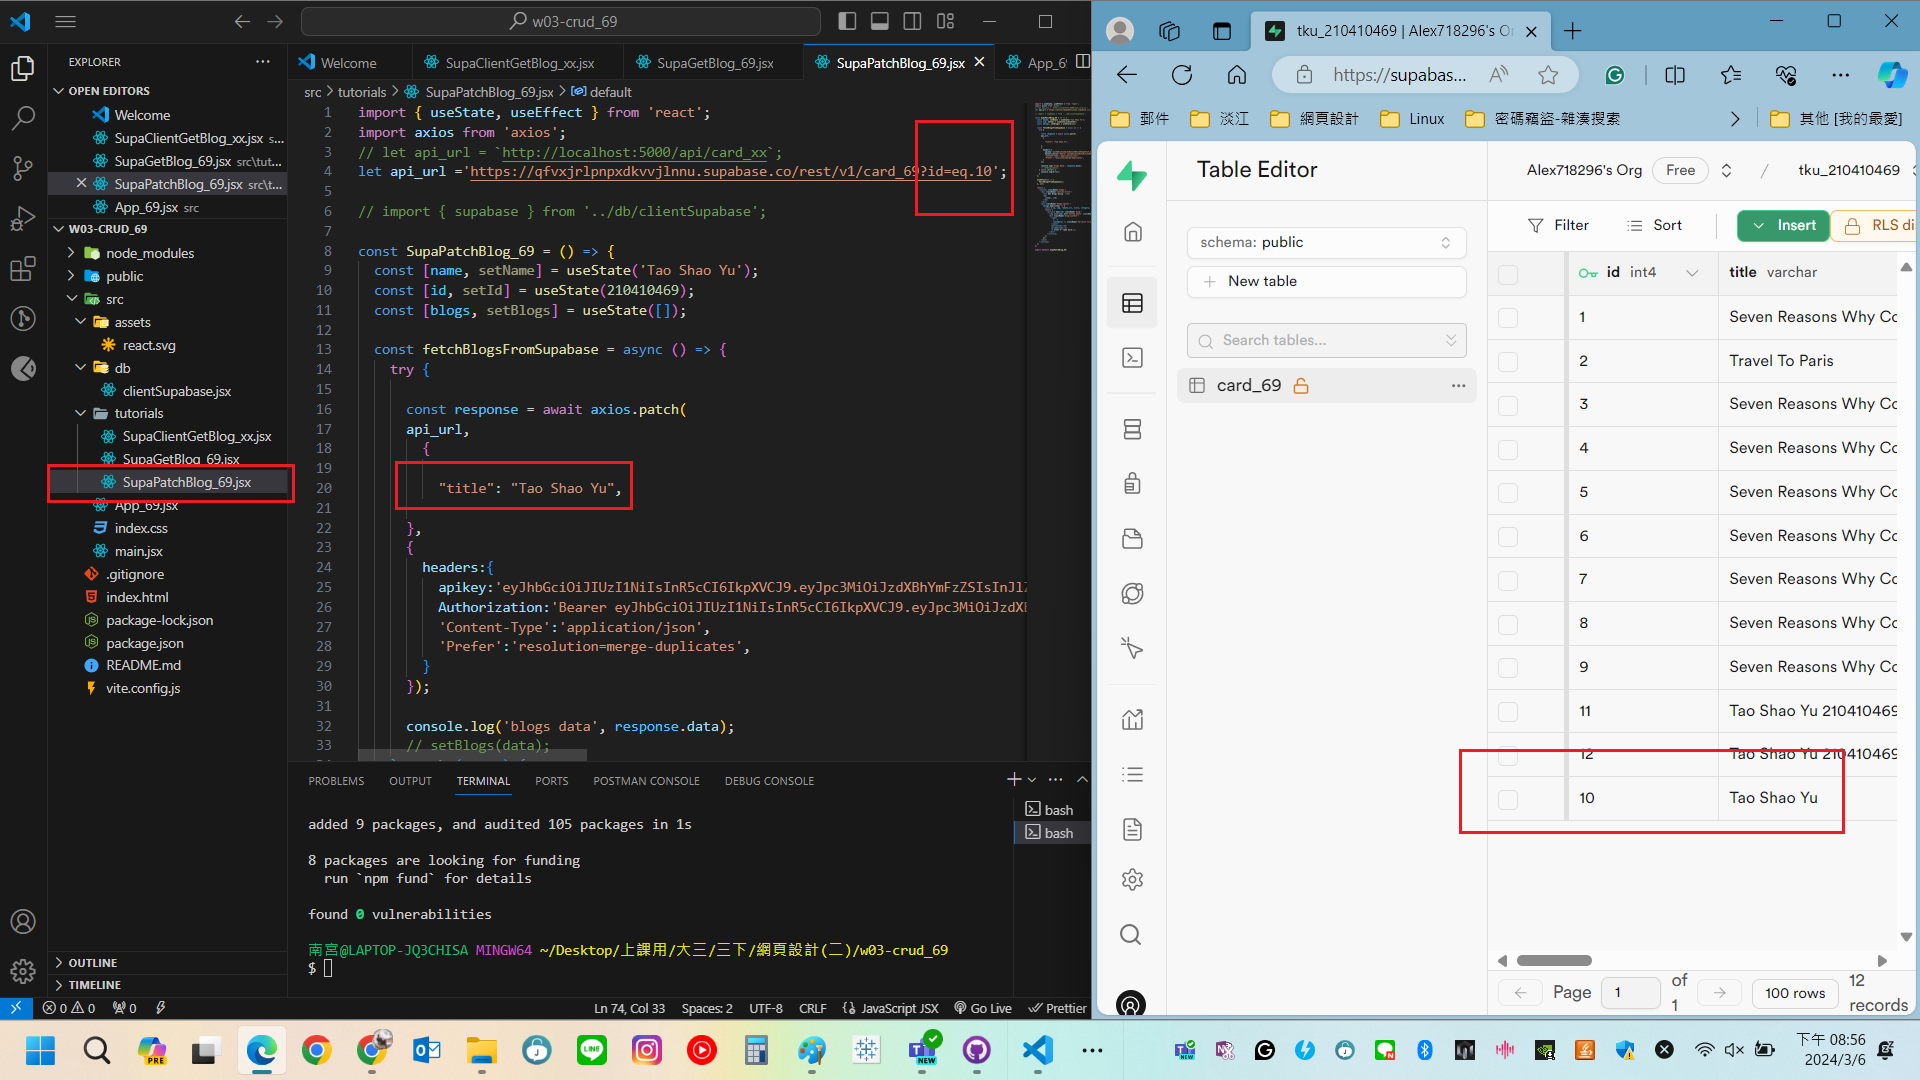 w03-crud_69
EXPLORER
OPEN EDITORS
Welcome
SupaClientGetBlog_xx.jsx s...
SupaGetBlog_69.jsx src\tut...
SupaPatchBlog_69.jsx src\t...
App_69.jsx src
W03-CRUD_69
node_modules
public
src
assets
react.svg
db
clientSupabase.jsx
tutorials
SupaClientGetBlog_xx.jsx
SupaGetBlog_69.jsx
SupaPatchBlog_69.jsx
App_69.jsx
index.css
main.jsx
.gitignore
index.html
package-lock.json
package.json
README.md
vite.config.js
OUTLINE
TIMELINE
Welcome
SupaClientGetBlog_xx.jsx
SupaGetBlog_69.jsx
SupaPatchBlog_69.jsx
App_6
src > tutorials > SupaPatchBlog_69.jsx > default
1 import { useState, useEffect } from 'react';
2 import axios from 'axios';
3 // let api_url = `http://localhost:5000/api/card_xx`;
4 let api_url ='https://qfvxjrlpnpxdkvvjlnnu.supabase.co/rest/v1/card_69?id=eq.10';
5
6 // import { supabase } from '../db/clientSupabase';
7
8 const SupaPatchBlog_69 = () => {
9 const [name, setName] = useState('Tao Shao Yu');
10 const [id, setId] = useState(210410469);
11 const [blogs, setBlogs] = useState([]);
12
13 const fetchBlogsFromSupabase = async () => {
14 try {
15
16 const response = await axios.patch(
17 api_url,
18 {
19
20 "title": "Tao Shao Yu",
21
22 },
23 {
24 headers:{
25 apikey:'eyJhbGciOiJIUzI1NiIsInR5cCI6IkpXVCJ9.eyJpc3MiOiJzdXBhYmFzZSIsInJlZ
26 Authorization:'Bearer eyJhbGciOiJIUzI1NiIsInR5cCI6IkpXVCJ9.eyJpc3MiOiJzdXB
27 'Content-Type':'application/json',
28 'Prefer':'resolution=merge-duplicates',
29 }
30 });
31
32 console.log('blogs data', response.data);
33 // setBlogs(data);
PROBLEMS OUTPUT TERMINAL PORTS POSTMAN CONSOLE DEBUG CONSOLE
bash
bash
added 9 packages, and audited 105 packages in 1s
8 packages are looking for funding
run `npm fund` for details
found 0 vulnerabilities
南宮@LAPTOP-JQ3CHISA MINGW64 ~/Desktop/上課用/大三/三下/網頁設計(二)/w03-crud_69
$
0 0 0 Ln 74, Col 33 Spaces: 2 UTF-8 CRLF JavaScript JSX Go Live Prettier
tku_210410469 | Alex718296's Or
https://supabas...
郵件 淡江 網頁設計 Linux 密碼竊盜-雜湊搜索 其他 [我的最愛]
Table Editor
Alex718296's Org Free / tku_210410469
schema: public
New table
Search tables...
card_69
Filter Sort Insert RLS di
id int4 title varchar
1 Seven Reasons Why Co
2 Travel To Paris
3 Seven Reasons Why Co
4 Seven Reasons Why Co
5 Seven Reasons Why Co
6 Seven Reasons Why Co
7 Seven Reasons Why Co
8 Seven Reasons Why Co
9 Seven Reasons Why Co
11 Tao Shao Yu 210410469
12 Tao Shao Yu 210410469
10 Tao Shao Yu
Page 1 of 1 100 rows 12 records
下午 08:56
2024/3/6